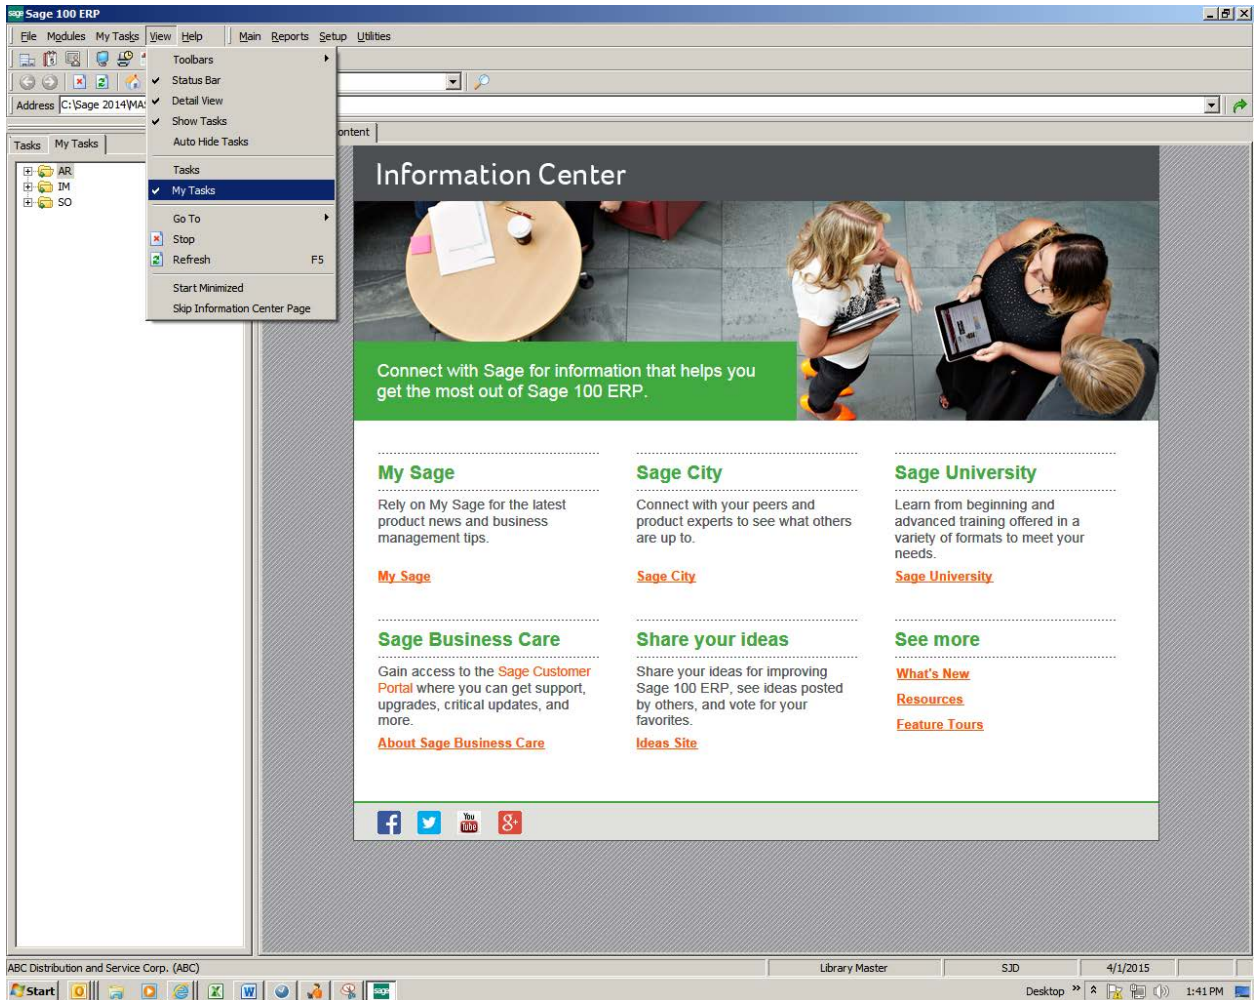 sage Sage 100 ERP
File Modules My Tasks View Help Main Reports Setup Utilities
Toolbars
Status Bar
Detail View
Show Tasks
Auto Hide Tasks
Tasks
My Tasks
Go To
Stop
Refresh F5
Start Minimized
Skip Information Center Page
Address C:\Sage 2014\MAS
Tasks My Tasks
ontent
AR
IM
SO
Information Center
Connect with Sage for information that helps you
get the most out of Sage 100 ERP.
My Sage
Rely on My Sage for the latest
product news and business
management tips.
My Sage
Sage City
Connect with your peers and
product experts to see what others
are up to.
Sage City
Sage University
Learn from beginning and
advanced training offered in a
variety of formats to meet your
needs.
Sage University
Sage Business Care
Gain access to the Sage Customer
Portal where you can get support,
upgrades, critical updates, and
more.
About Sage Business Care
Share your ideas
Share your ideas for improving
Sage 100 ERP, see ideas posted
by others, and vote for your
favorites.
Ideas Site
See more
What's New
Resources
Feature Tours
f You Tube 8+
ABC Distribution and Service Corp. (ABC) Library Master SJD 4/1/2015
Start sage Desktop » 1:41 PM